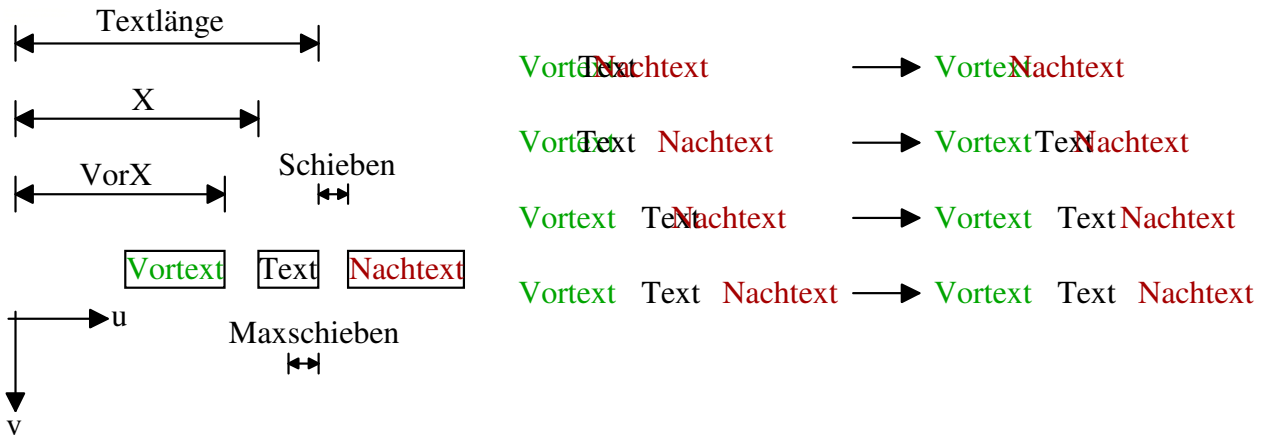 Textlänge
X
VorX
Schieben
Vortext Text Nachtext
u
Maxschieben
v
Vortext Text Nachtext Vortext Nachtext
Vortext Text Nachtext Vortext Text Nachtext
Vortext Text Nachtext Vortext Text Nachtext
Vortext Text Nachtext Vortext Text Nachtext